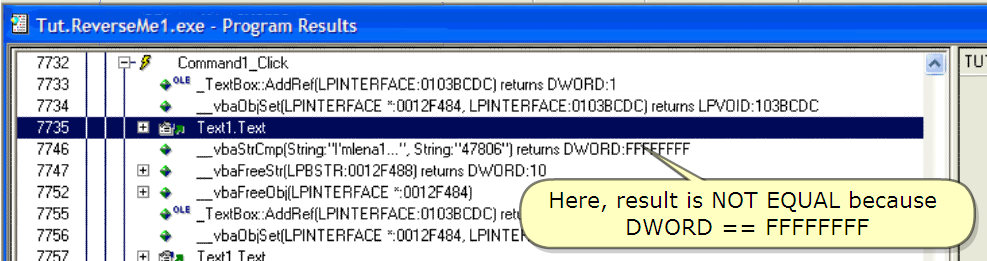 Tut.ReverseMe1.exe - Program Results
7732 Command1_Click
7733 OLE _TextBox::AddRef(LPINTERFACE:0103BCDC) returns DWORD:1
7734 __vbaObjSet(LPINTERFACE *:0012F484, LPINTERFACE:0103BCDC) returns LPVOID:103BCDC
7735 Text1.Text
7746 __vbaStrCmp(String:"I'mlena1...", String:"47806") returns DWORD:FFFFFFFF
7747 __vbaFreeStr(LPBSTR:0012F488) returns DWORD:10
7752 __vbaFreeObj(LPINTERFACE *:0012F484)
7755 OLE _TextBox::AddRef(LPINTERFACE:0103BCDC) retu
7756 __vbaObjSet(LPINTERFACE *:0012F484, LPINTER
7757 Text1.Text
TUT
Here, result is NOT EQUAL because
DWORD == FFFFFFFF